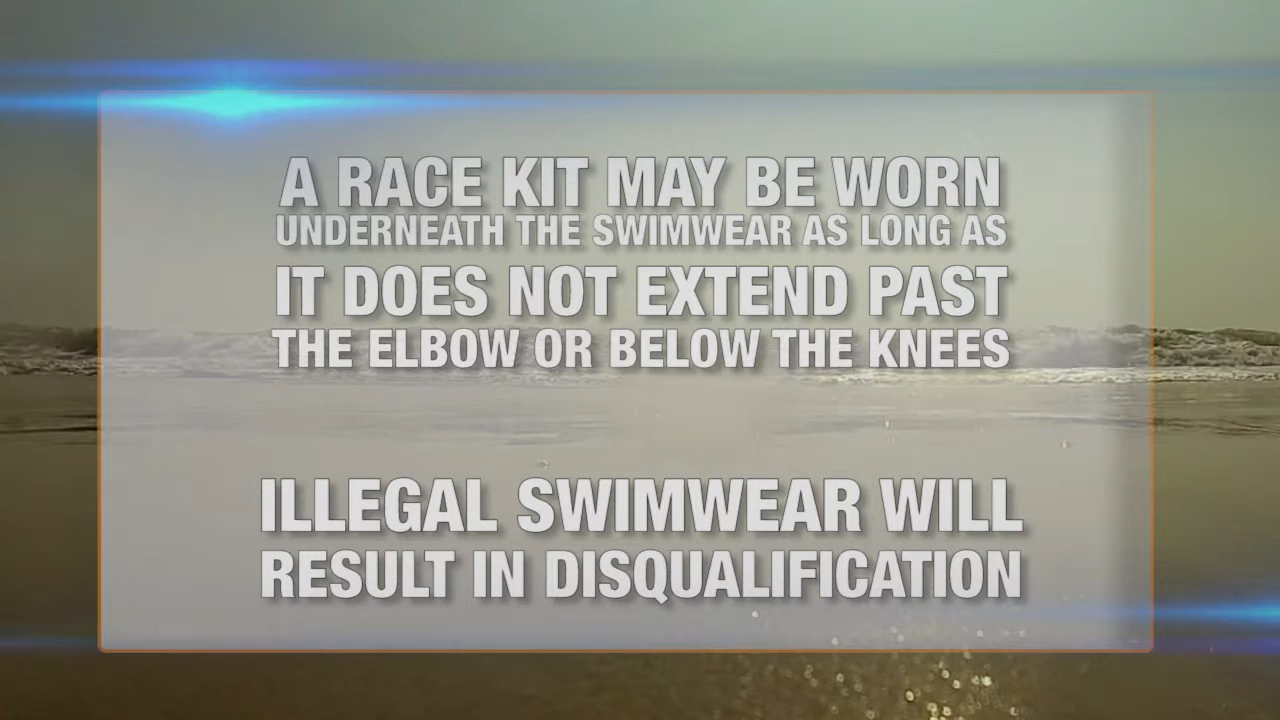 A RACE KIT MAY BE WORN
UNDERNEATH THE SWIMWEAR AS LONG AS
IT DOES NOT EXTEND PAST
THE ELBOW OR BELOW THE KNEES
ILLEGAL SWIMWEAR WILL
RESULT IN DISQUALIFICATION